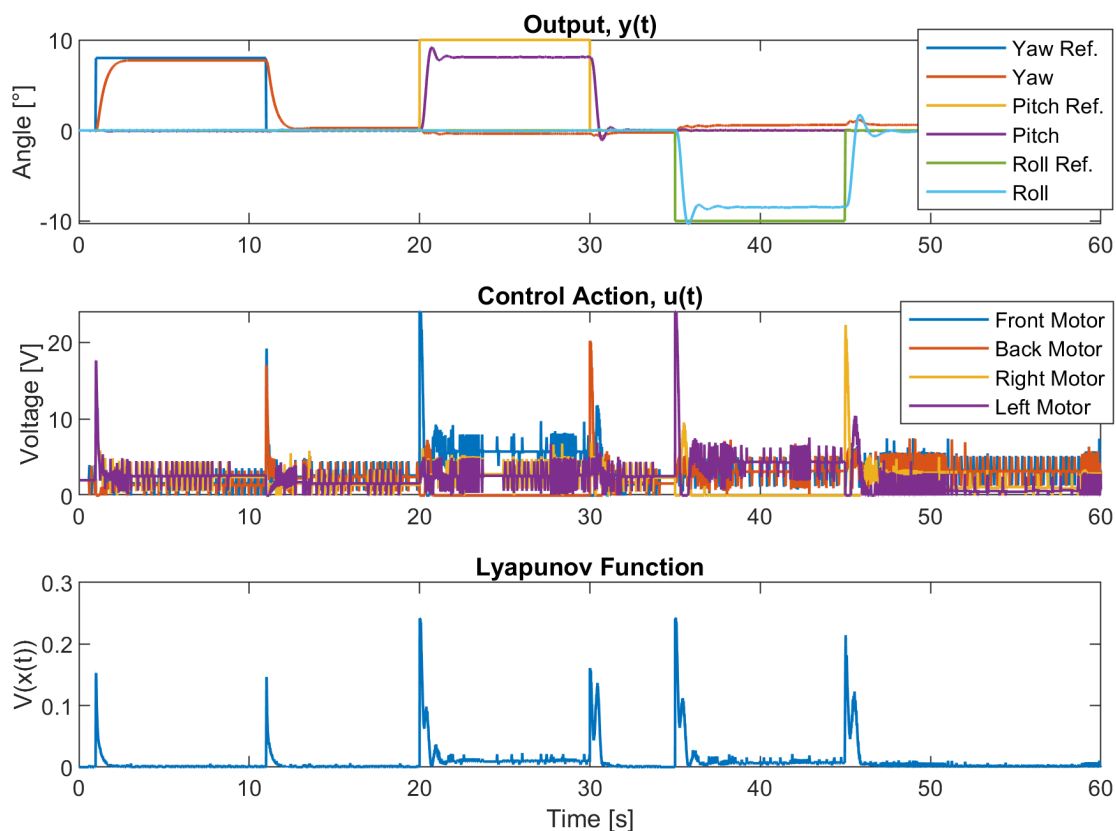 Output, y(t)
Angle [°]
10
0
-10
0
10
20
30
40
50
60
Yaw Ref.
Yaw
Pitch Ref.
Pitch
Roll Ref.
Roll
Control Action, u(t)
Voltage [V]
20
10
0
0
10
20
30
40
50
60
Front Motor
Back Motor
Right Motor
Left Motor
Lyapunov Function
V(x(t))
0.3
0.2
0.1
0
0
10
20
30
40
50
60
Time [s]